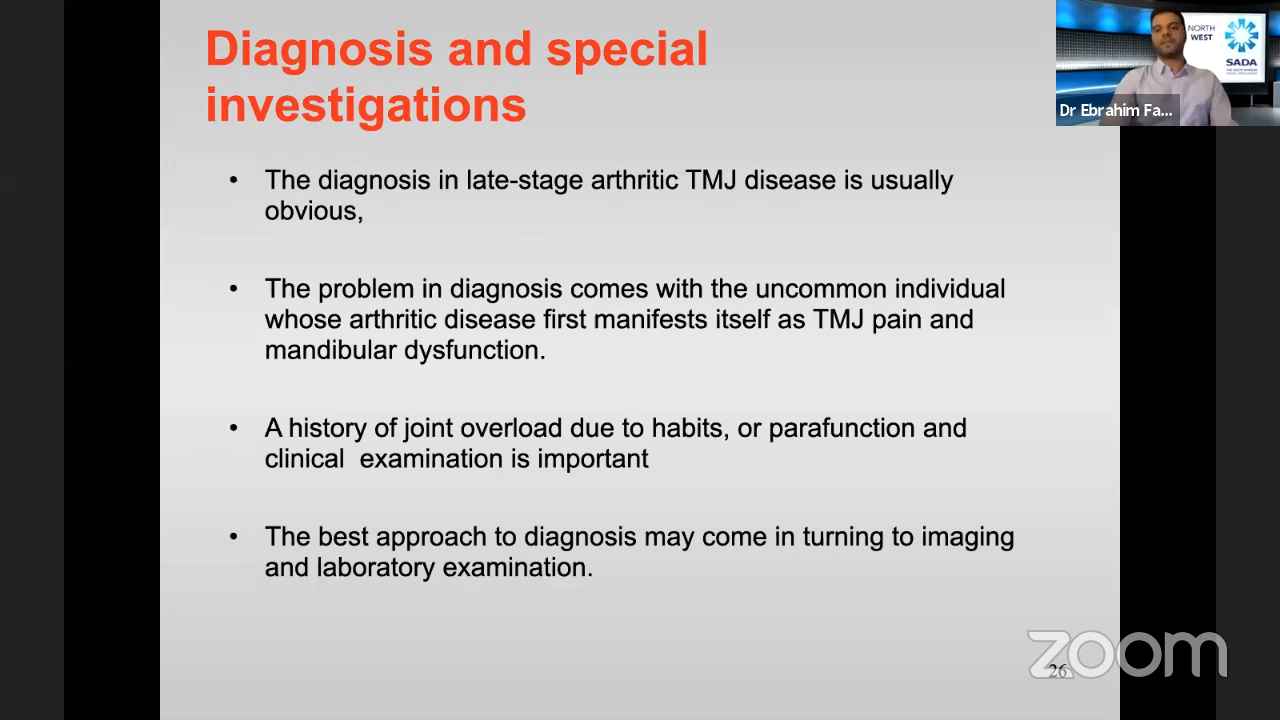 Diagnosis and special
investigations
• The diagnosis in late-stage arthritic TMJ disease is usually
obvious,
• The problem in diagnosis comes with the uncommon individual
whose arthritic disease first manifests itself as TMJ pain and
mandibular dysfunction.
• A history of joint overload due to habits, or parafunction and
clinical  examination is important
• The best approach to diagnosis may come in turning to imaging
and laboratory examination.
NORTH
WEST
SADA
Dr Ebrahim Fa...
zoom
26